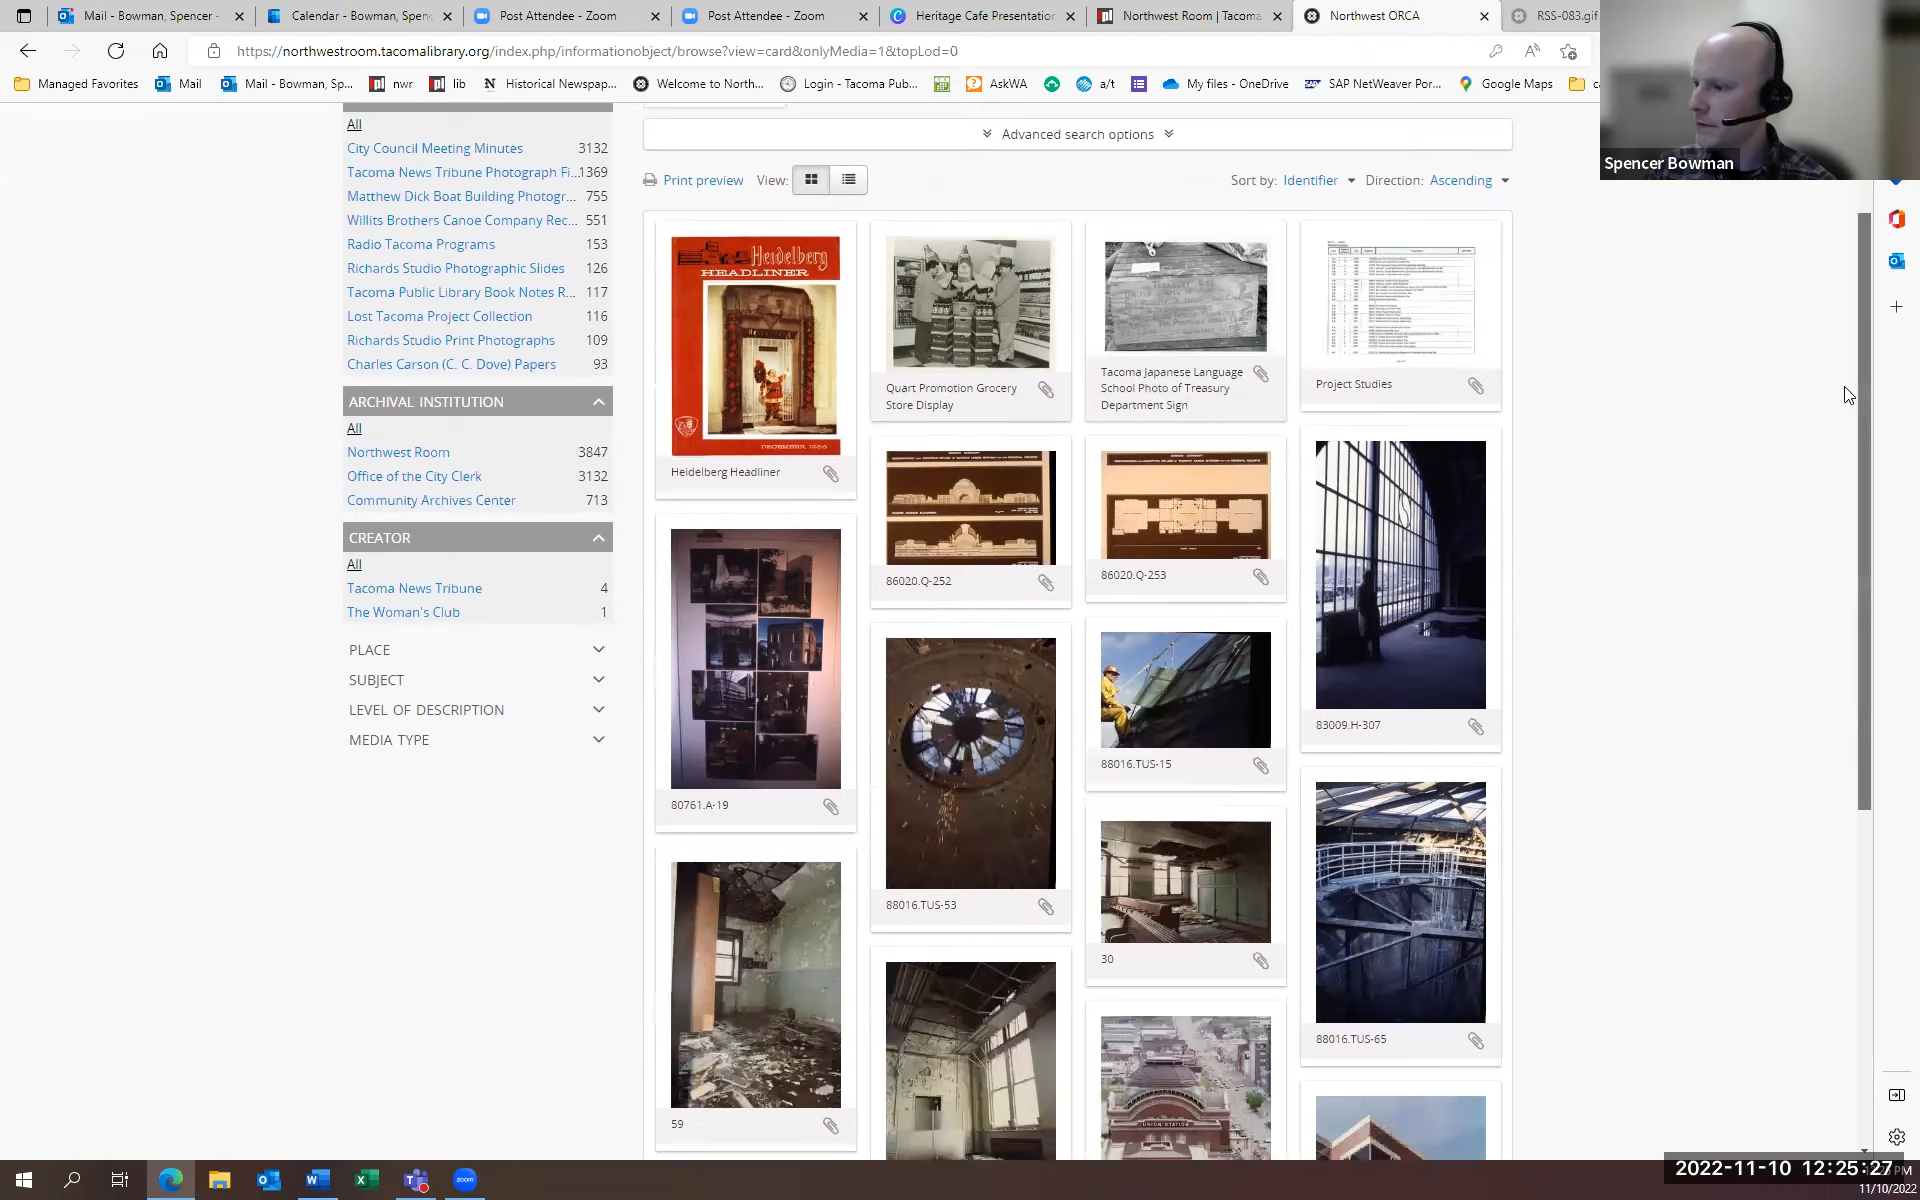 Mail - Bowman, Spencer -
Calendar - Bowman, Spenc
Post Attendee - Zoom
Post Attendee - Zoom
Heritage Cafe Presentation
Northwest Room | Tacoma
Northwest ORCA
RSS-083.gif
https://northwestroom.tacomalibrary.org/index.php/informationobject/browse?view=card&onlyMedia=1&topLod=0
Managed Favorites
Mail
Mail - Bowman, Sp...
nwr
lib
Historical Newspap...
Welcome to North...
Login - Tacoma Pub...
AskWA
a/t
My files - OneDrive
SAP NetWeaver Por...
Google Maps
Spencer Bowman
All
City Council Meeting Minutes 3132
Tacoma News Tribune Photograph Fi... 1369
Matthew Dick Boat Building Photogr... 755
Willits Brothers Canoe Company Rec... 551
Radio Tacoma Programs 153
Richards Studio Photographic Slides 126
Tacoma Public Library Book Notes R... 117
Lost Tacoma Project Collection 116
Richards Studio Print Photographs 109
Charles Carson (C. C. Dove) Papers 93
ARCHIVAL INSTITUTION
All
Northwest Room 3847
Office of the City Clerk 3132
Community Archives Center 713
CREATOR
All
Tacoma News Tribune 4
The Woman's Club 1
PLACE
SUBJECT
LEVEL OF DESCRIPTION
MEDIA TYPE
Advanced search options
Print preview View:
Sort by: Identifier Direction: Ascending
Heidelberg
HEADLINER
DECEMBER 1956
Heidelberg Headliner
Quart Promotion Grocery
Store Display
Tacoma Japanese Language
School Photo of Treasury
Department Sign
Project Studies
86020.Q-252
86020.Q-253
83009.H-307
80761.A-19
88016.TUS-53
88016.TUS-15
30
88016.TUS-65
59
UNION STATION
2022-11-10 12:25:27
PM
11/10/2022
zoom